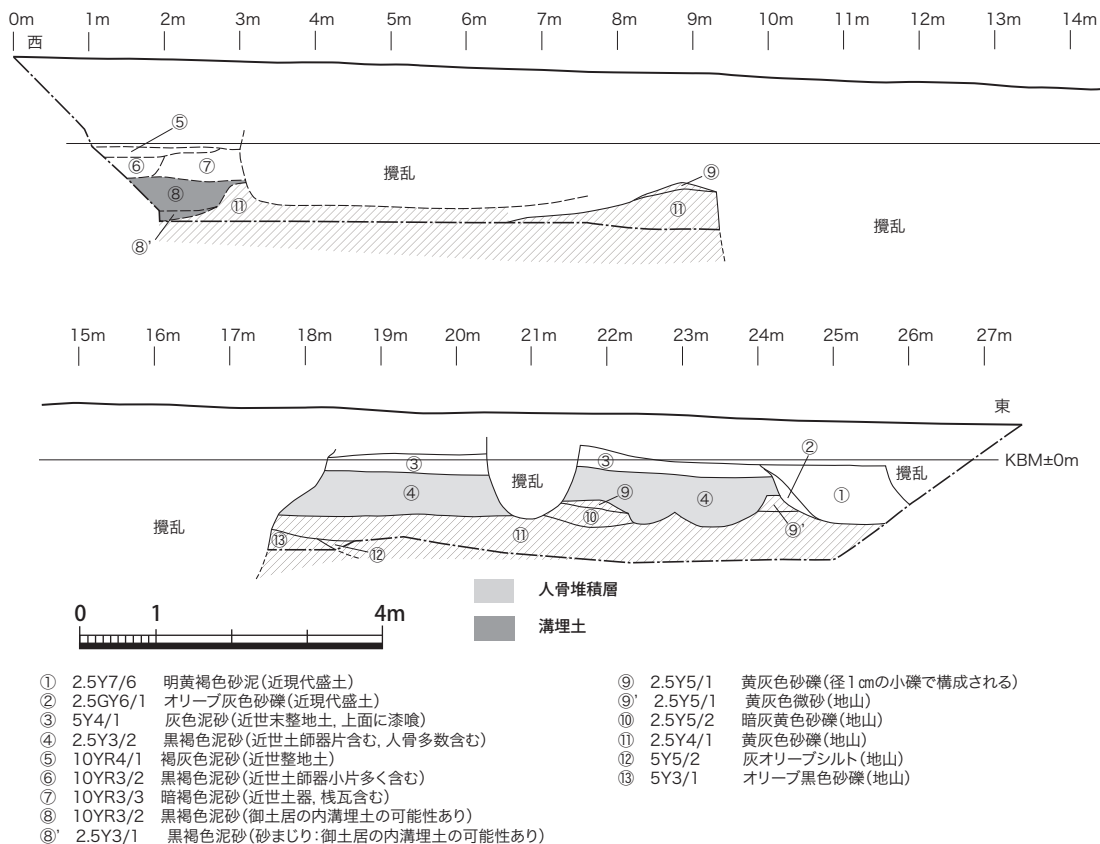 0m 1m 2m 3m 4m 5m 6m 7m 8m 9m 10m 11m 12m 13m 14m
西
⑤
⑥ ⑦ 攪乱 ⑨
⑧ ⑪ ⑪ 攪乱
⑧'
15m 16m 17m 18m 19m 20m 21m 22m 23m 24m 25m 26m 27m
東
②
③ ③ KBM±0m
攪乱 攪乱
④ ⑨ ④ ①
⑩ ⑨'
攪乱 ⑬ ⑪
⑫
人骨堆積層
0 1 4m
溝埋土
① 2.5Y7/6 明黄褐色砂泥(近現代盛土)
② 2.5GY6/1 オリーブ灰色砂礫(近現代盛土)
③ 5Y4/1 灰色泥砂(近世末整地土, 上面に漆喰)
④ 2.5Y3/2 黒褐色泥砂(近世土師器片含む, 人骨多数含む)
⑤ 10YR4/1 褐灰色泥砂(近世整地土)
⑥ 10YR3/2 黒褐色泥砂(近世土師器小片多く含む)
⑦ 10YR3/3 暗褐色泥砂(近世土器, 桟瓦含む)
⑧ 10YR3/2 黒褐色泥砂(御土居の内溝埋土の可能性あり)
⑧' 2.5Y3/1 黒褐色泥砂(砂まじり:御土居の内溝埋土の可能性あり)
⑨ 2.5Y5/1 黄灰色砂礫(径1㎝の小礫で構成される)
⑨' 2.5Y5/1 黄灰色微砂(地山)
⑩ 2.5Y5/2 暗灰黄色砂礫(地山)
⑪ 2.5Y4/1 黄灰色砂礫(地山)
⑫ 5Y5/2 灰オリーブシルト(地山)
⑬ 5Y3/1 オリーブ黒色砂礫(地山)